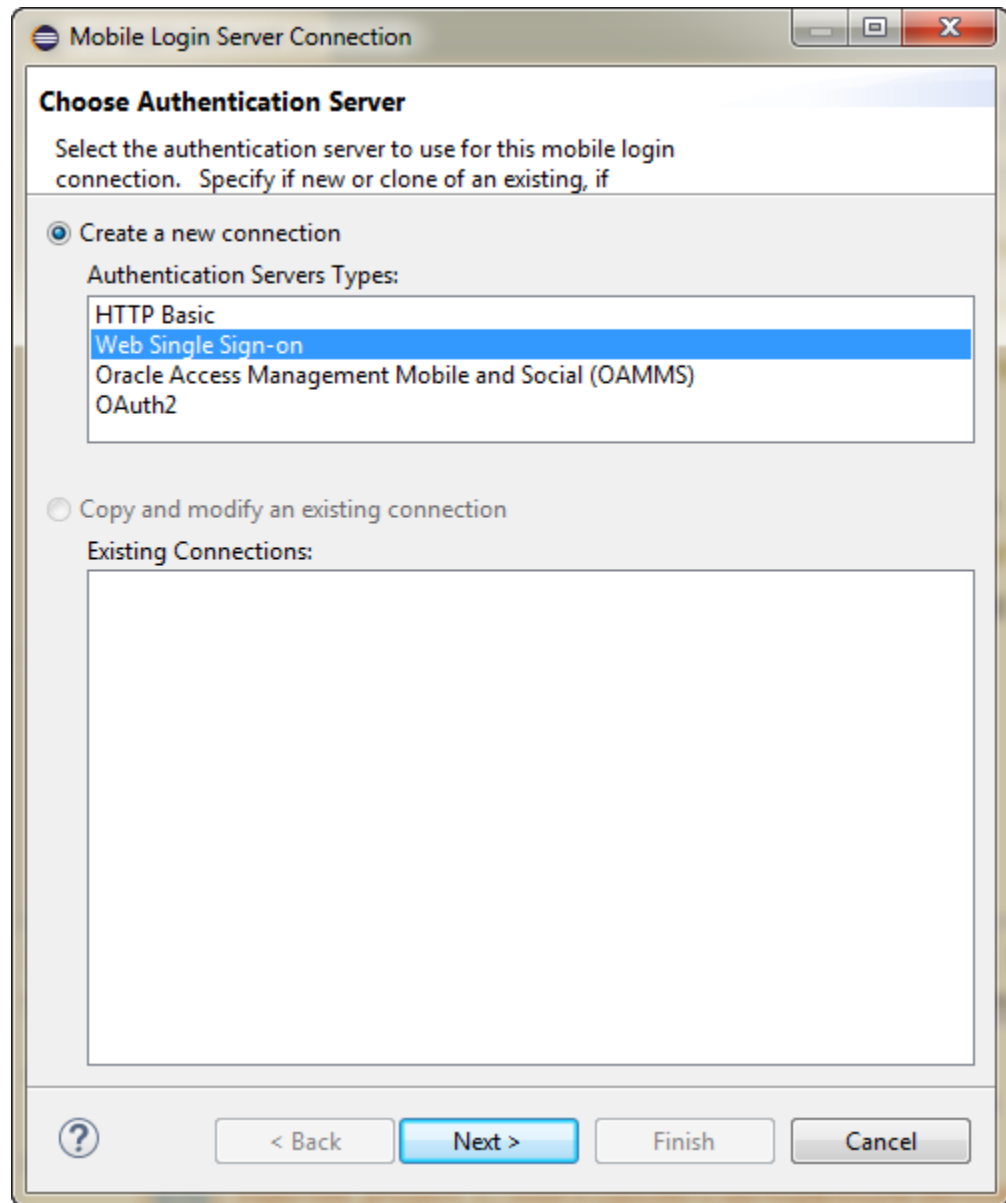 Mobile Login Server Connection
Choose Authentication Server
Select the authentication server to use for this mobile login
connection.   Specify if new or clone of an existing, if
Create a new connection
Authentication Servers Types:
HTTP Basic
Web Single Sign-on
Oracle Access Management Mobile and Social (OAMMS)
OAuth2
Copy and modify an existing connection
Existing Connections:
?
< Back
Next >
Finish
Cancel